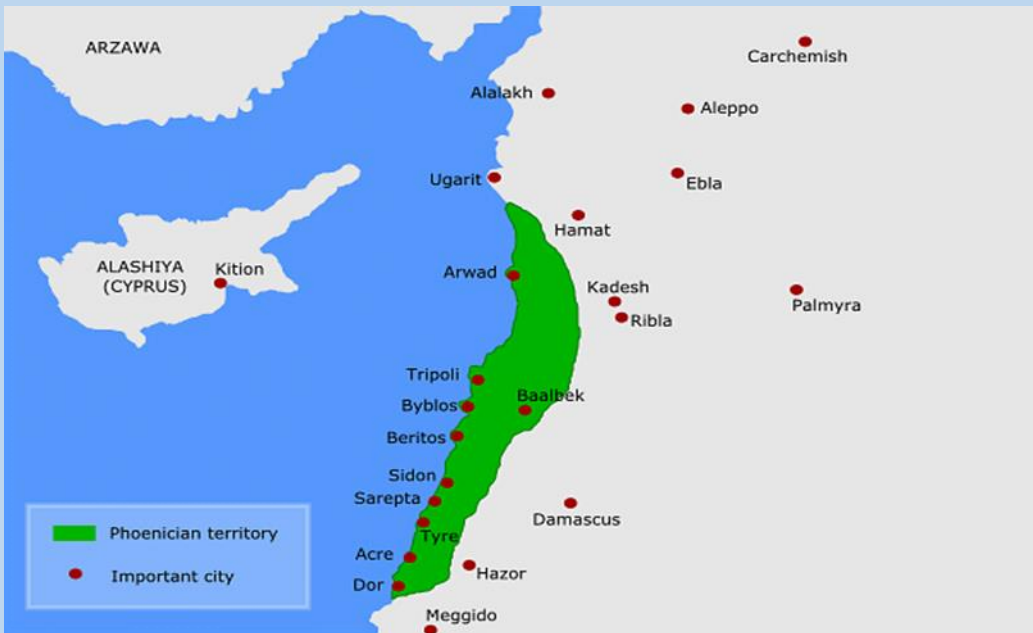 ARZAWA
Carchemish
Alalakh
Aleppo
Ugarit
Ebla
Hamat
ALASHIYA
(CYPRUS)
Kition
Arwad
Kadesh
Ribla
Palmyra
Tripoli
Byblos
Baalbek
Beritos
Sidon
Sarepta
Tyre
Damascus
Acre
Hazor
Dor
Meggido
Phoenician territory
Important city